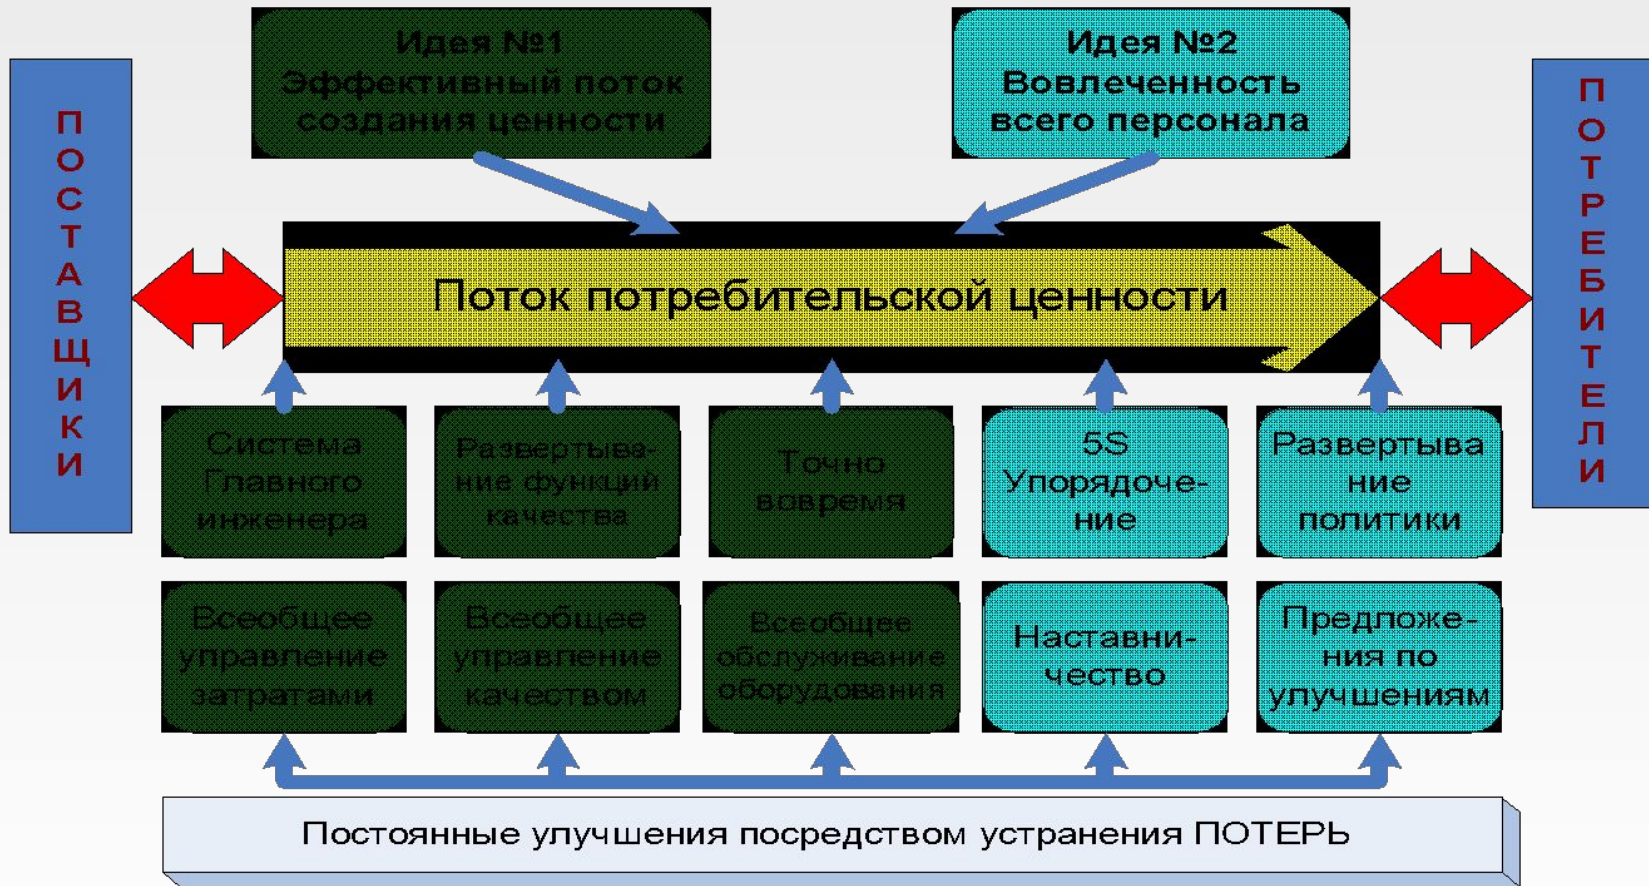 Идея №1
Эффективный поток
создания ценности
Идея №2
Вовлеченность
всего персонала
ПОСТАВЩИКИ
Поток потребительской ценности
ПОТРЕБИТЕЛИ
Система
Главного
инженера
Развертыва-
ние функций
качества
Точно
вовремя
5S
Упорядоче-
ние
Развертыва
ние
политики
Всеобщее
управление
затратами
Всеобщее
управление
качеством
Всеобщее
обслуживание
оборудования
Наставни-
чество
Предложе-
ния по
улучшениям
Постоянные улучшения посредством устранения ПОТЕРЬ